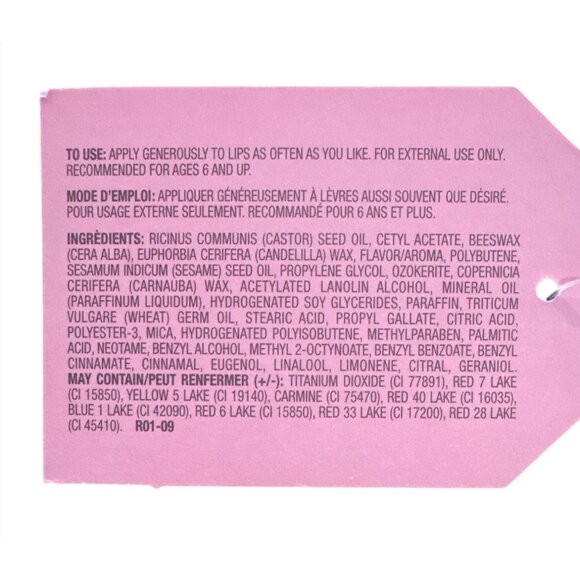 TO USE: APPLY GENEROUSLY TO LIPS AS OFTEN AS YOU LIKE. FOR EXTERNAL USE ONLY.
RECOMMENDED FOR AGES 6 AND UP.
MODE D'EMPLOI: APPLIQUER GÉNÉREUSEMENT À LÈVRES AUSSI SOUVENT QUE DÉSIRÉ.
POUR USAGE EXTERNE SEULEMENT. RECOMMANDÉ POUR 6 ANS ET PLUS.
INGRÈDIENTS: RICINUS COMMUNIS (CASTOR) SEED OIL, CETYL ACETATE, BEESWAX
(CERA ALBA), EUPHORBIA CERIFERA (CANDELILLA) WAX, FLAVOR/AROMA, POLYBUTENE,
SESAMUM INDICUM (SESAME) SEED OIL, PROPYLENE GLYCOL, OZOKERITE, COPERNICIA
CERIFERA (CARNAUBA) WAX, ACETYLATED LANOLIN ALCOHOL, MINERAL OIL
(PARAFFINUM LIQUIDUM), HYDROGENATED SOY GLYCERIDES, PARAFFIN, TRITICUM
VULGARE (WHEAT) GERM OIL, STEARIC ACID, PROPYL GALLATE, CITRIC ACID,
POLYESTER-3, MICA, HYDROGENATED POLYISOBUTENE, METHYLPARABEN, PALMITIC
ACID, NEOTAME, BENZYL ALCOHOL, METHYL 2-OCTYNOATE, BENZYL BENZOATE, BENZYL
CINNAMATE, CINNAMAL, EUGENOL, LINALOOL, LIMONENE, CITRAL, GERANIOL.
MAY CONTAIN/PEUT RENFERMER (+/-): TITANIUM DIOXIDE (CI 77891), RED 7 LAKE
(CI 15850), YELLOW 5 LAKE (CI 19140), CARMINE (CI 75470), RED 40 LAKE (CI 16035),
BLUE 1 LAKE (CI 42090), RED 6 LAKE (CI 15850), RED 33 LAKE (CI 17200), RED 28 LAKE
(CI 45410). R01-09